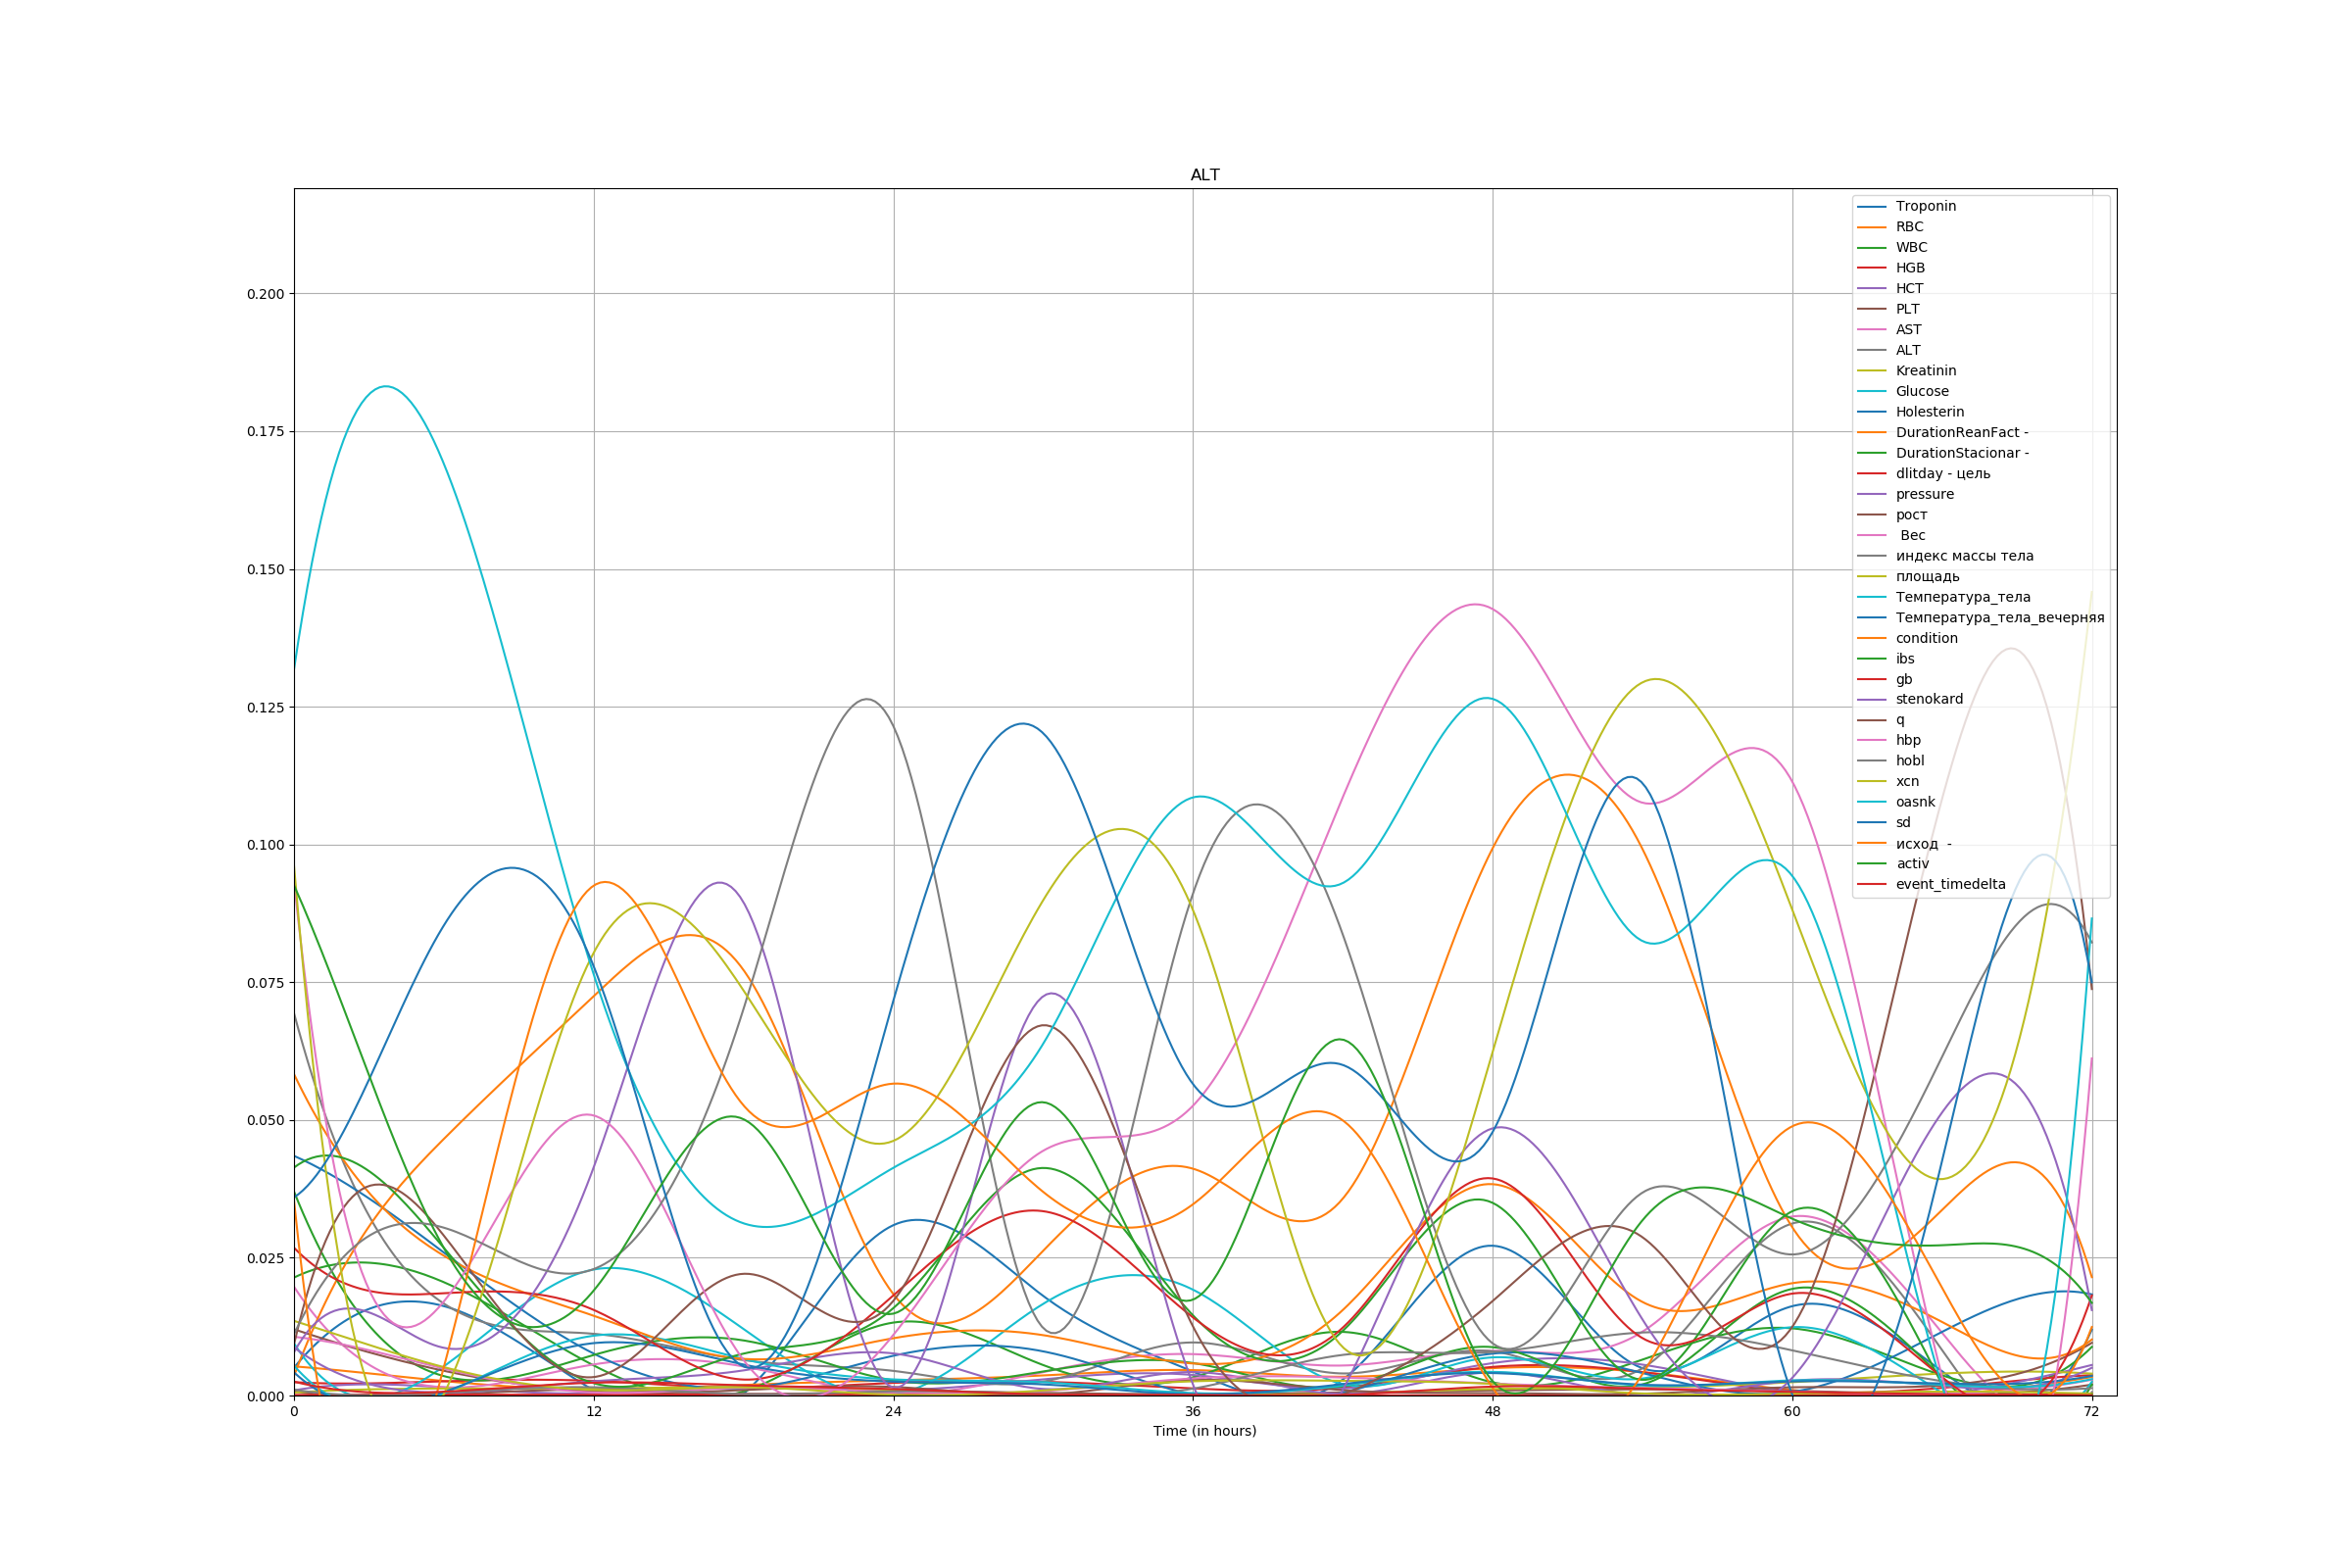 ALT
Troponin
RBC
WBC
HGB
HCT
PLT
AST
ALT
Kreatinin
Glucose
Holesterin
DurationReanFact -
DurationStacionar -
dlitday - цель
pressure
рост
Вес
индекс массы тела
площадь
Температура_тела
Температура_тела_вечерняя
condition
ibs
gb
stenokard
q
hbp
hobl
xcn
oasnk
sd
исход  -
activ
event_timedelta
0.200
0.175
0.150
0.125
0.100
0.075
0.050
0.025
0.000
0 12 24 36 48 60 72
Time (in hours)